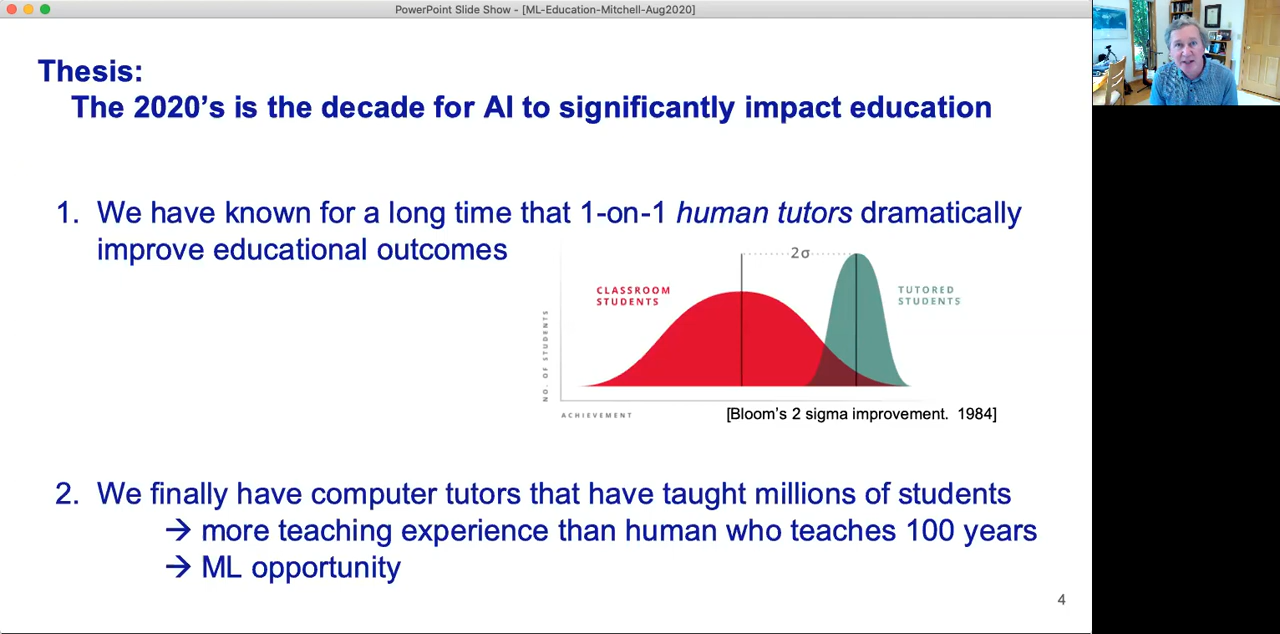 PowerPoint Slide Show - [ML-Education-Mitchell-Aug2020]
Thesis:
The 2020's is the decade for AI to significantly impact education
1. We have known for a long time that 1-on-1 human tutors dramatically
improve educational outcomes
2σ
CLASSROOM
STUDENTS
TUTORED
STUDENTS
NO. OF STUDENTS
ACHIEVEMENT
[Bloom's 2 sigma improvement. 1984]
2. We finally have computer tutors that have taught millions of students
→ more teaching experience than human who teaches 100 years
→ ML opportunity
4